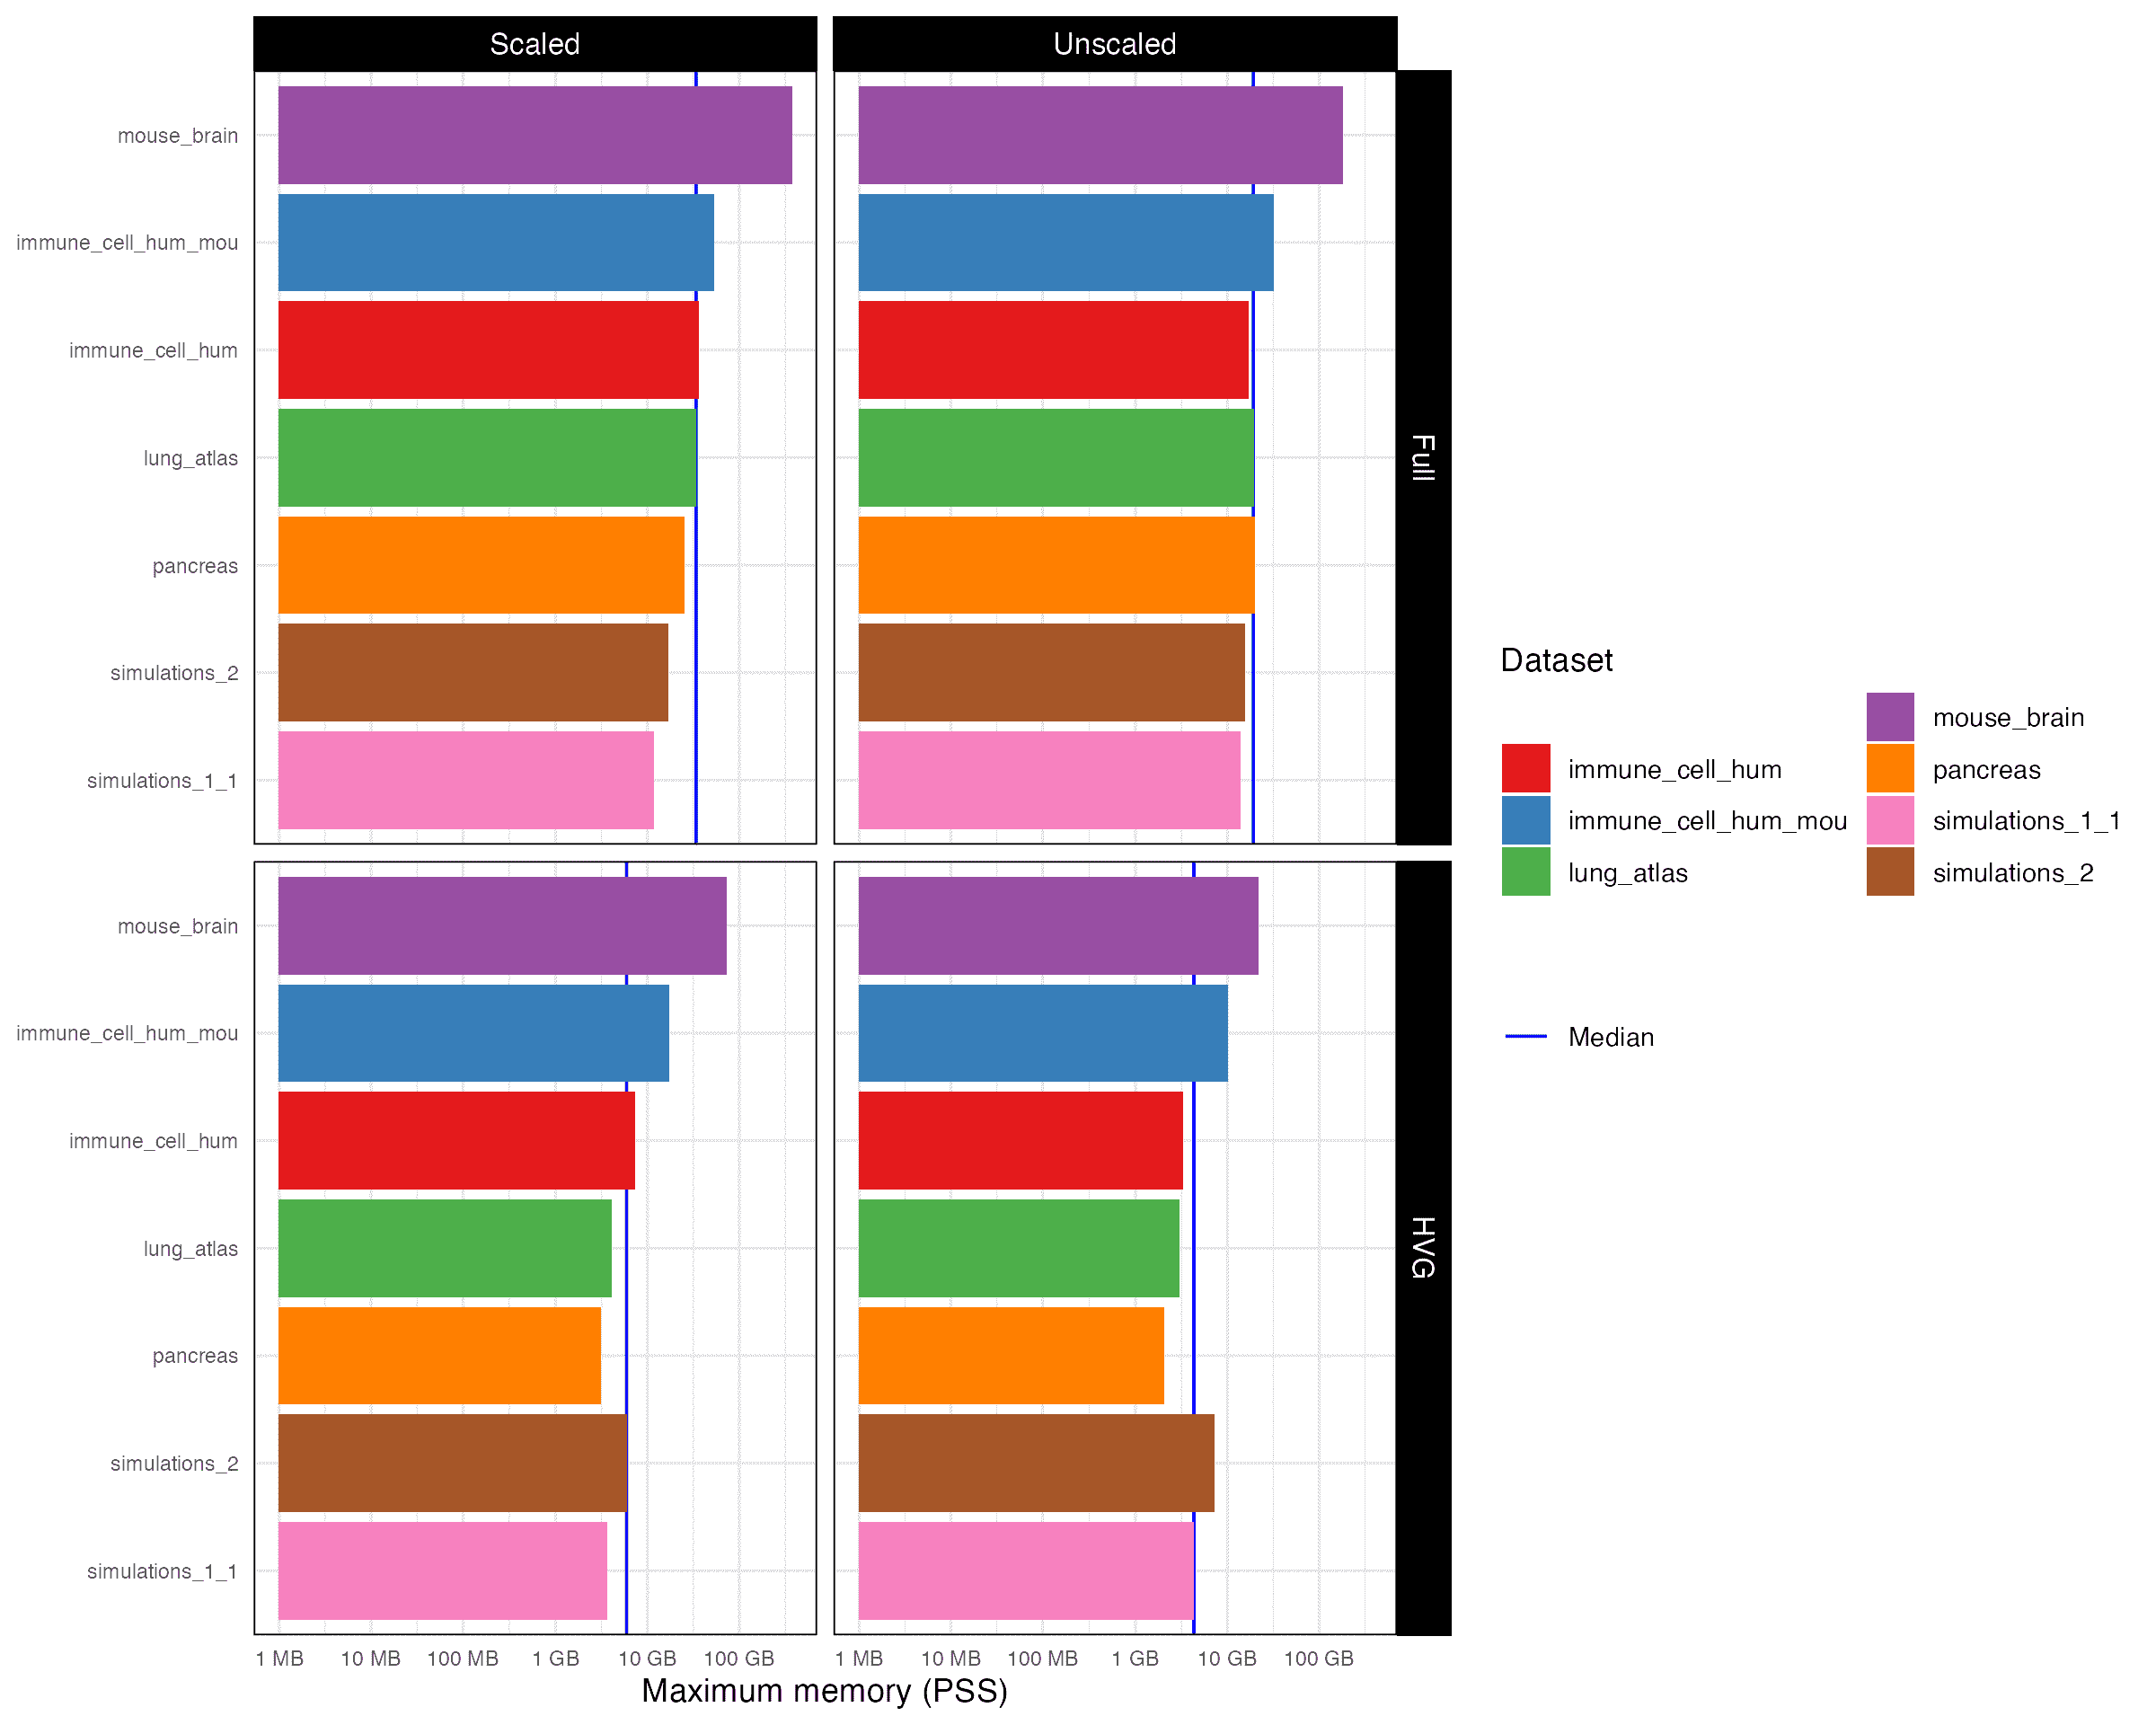 Scaled
Unscaled
mouse_brain
immune_cell_hum_mou
immune_cell_hum
lung_atlas
pancreas
simulations_2
simulations_1_1
Full
mouse_brain
immune_cell_hum_mou
immune_cell_hum
lung_atlas
pancreas
simulations_2
simulations_1_1
HVG
1 MB 10 MB 100 MB 1 GB 10 GB 100 GB
1 MB 10 MB 100 MB 1 GB 10 GB 100 GB
Maximum memory (PSS)
Dataset
immune_cell_hum
immune_cell_hum_mou
lung_atlas
mouse_brain
pancreas
simulations_1_1
simulations_2
Median